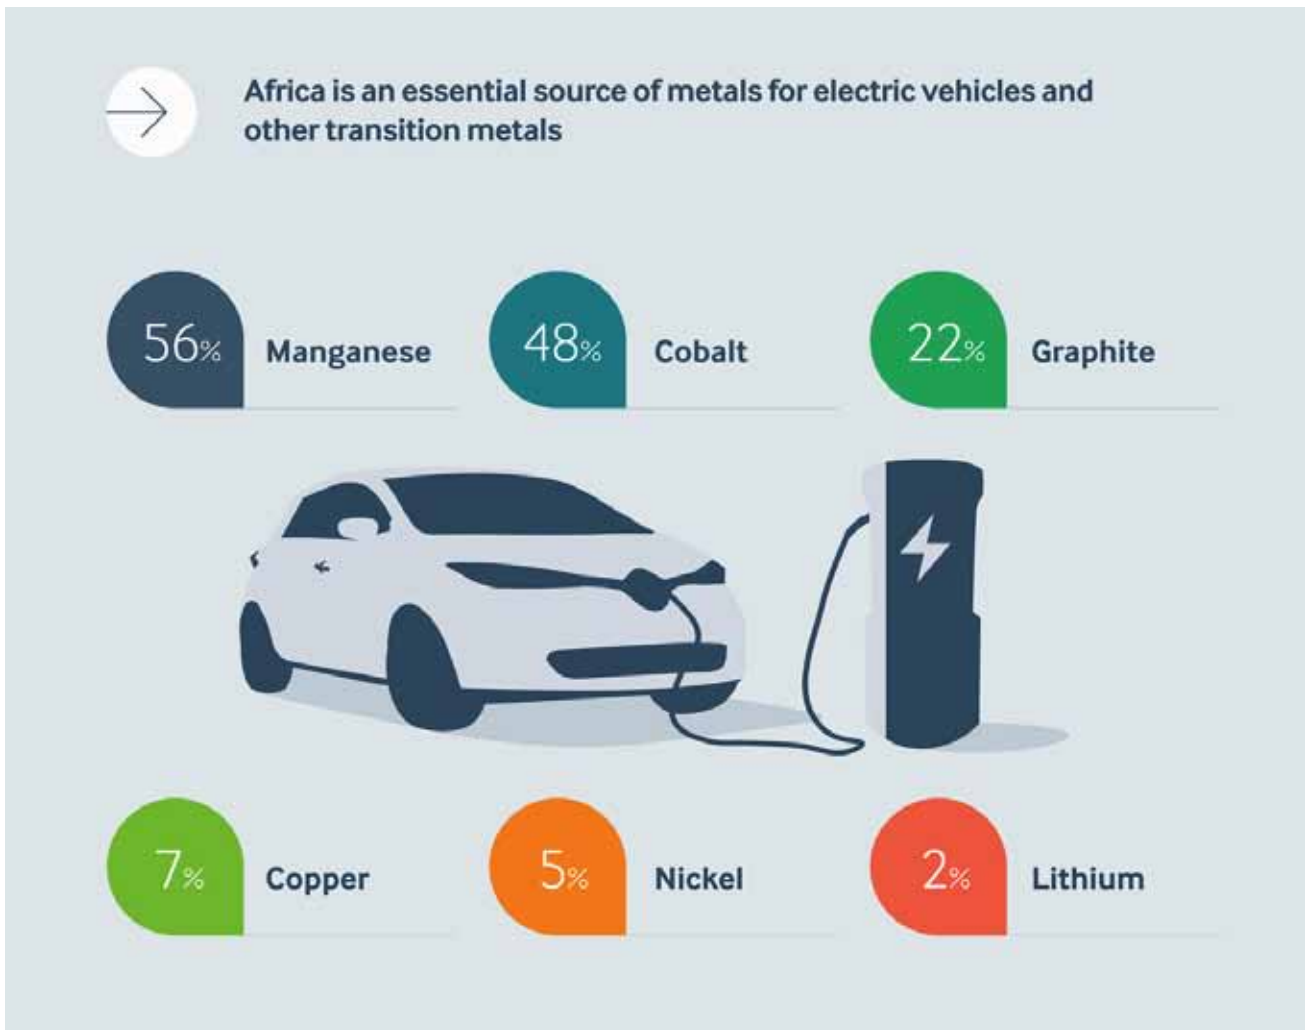 Africa is an essential source of metals for electric vehicles and
other transition metals
56% Manganese
48% Cobalt
22% Graphite
7% Copper
5% Nickel
2% Lithium